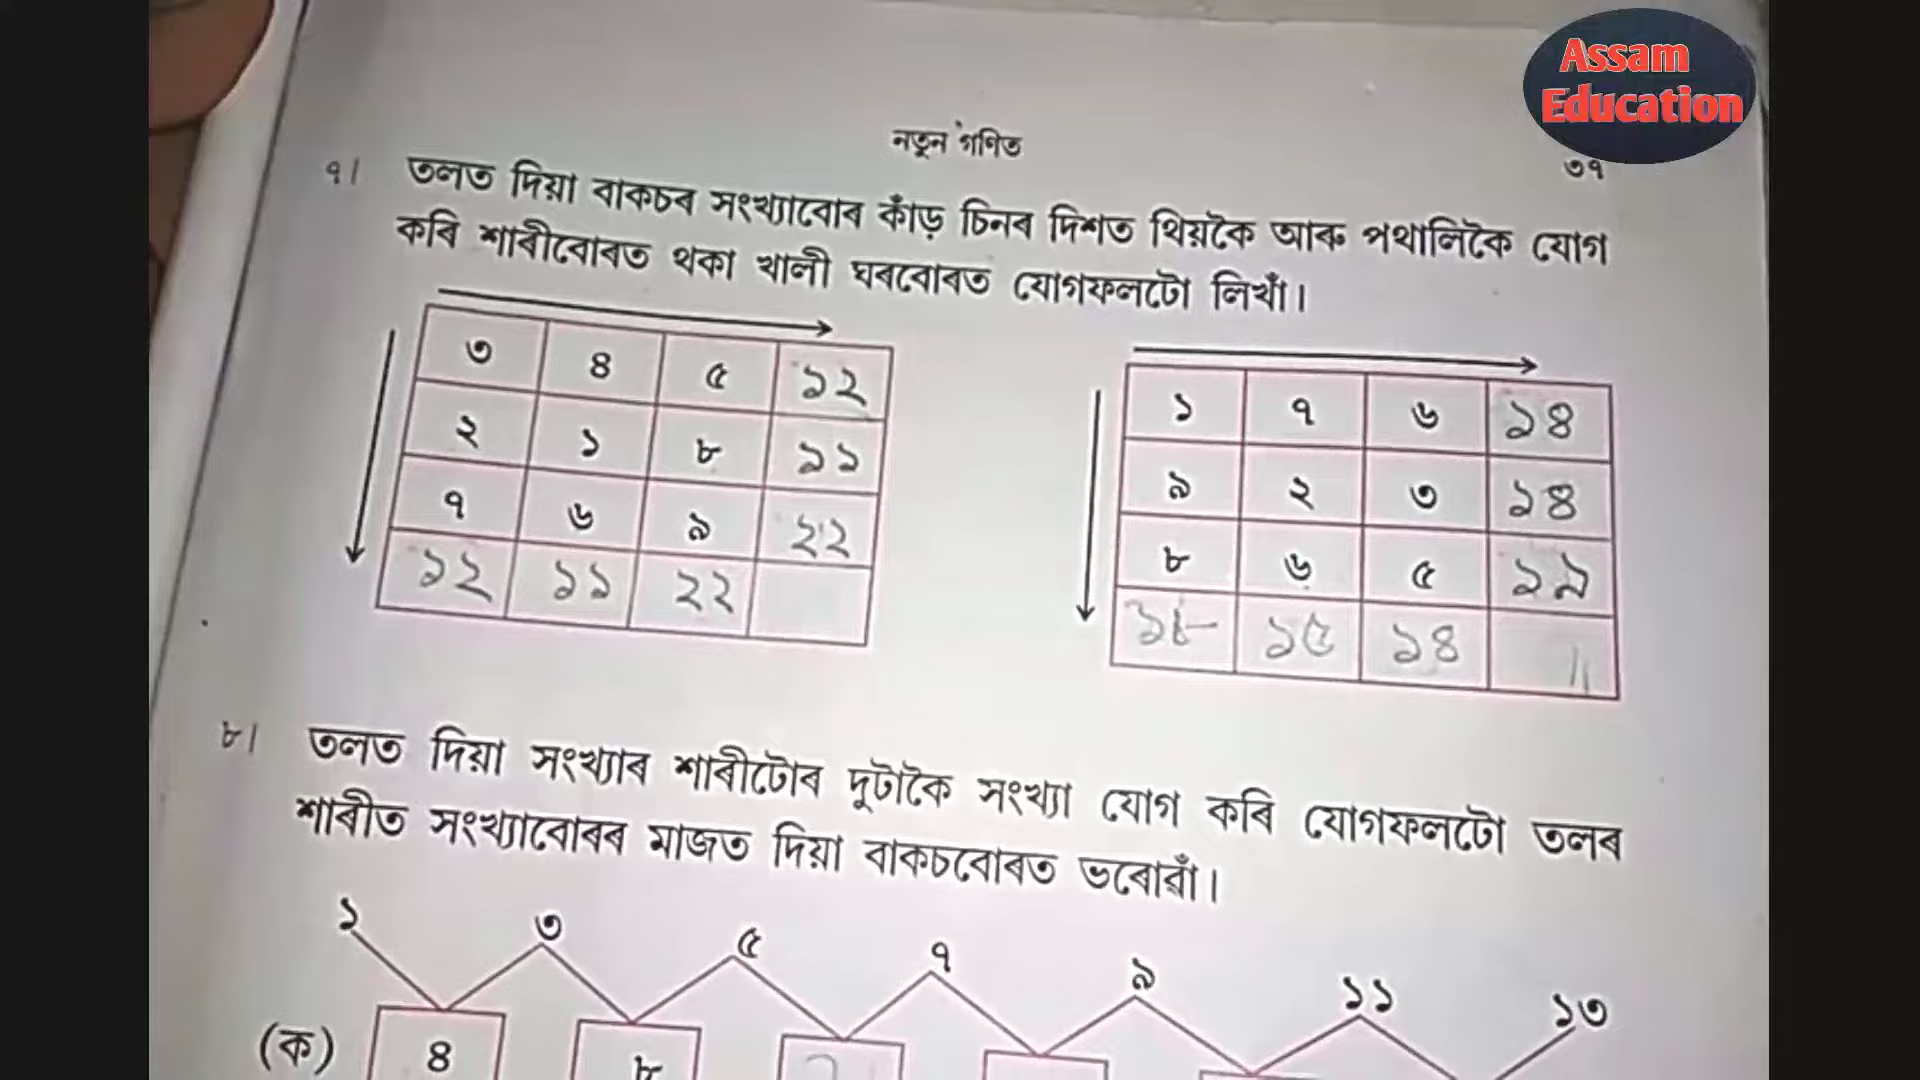 Assam
Education
নতুন গণিত
৩৭
৭। তলত দিয়া বাকচৰ সংখ্যাবোৰ কাঁড় চিনৰ দিশত থিয়কৈ আৰু পথালিকৈ যোগ
কৰি শাৰীবোৰত থকা খালী ঘৰবোৰত যোগফলটো লিখাঁ।
৩ ৪ ৫ ১২
২ ১ ৮ ১১
৭ ৬ ৯ ২২
১২ ১১ ২২
১ ৭ ৬ ১৪
৯ ২ ৩ ১৪
৮ ৬ ৫ ১৯
১৮ ১৫ ১৪
৮। তলত দিয়া সংখ্যাৰ শাৰীটোৰ দুটাকৈ সংখ্যা যোগ কৰি যোগফলটো তলৰ
শাৰীত সংখ্যাবোৰৰ মাজত দিয়া বাকচবোৰত ভৰোৱাঁ।
১ ৩ ৫ ৭ ৯ ১১ ১৩
(ক) ৪ ৮